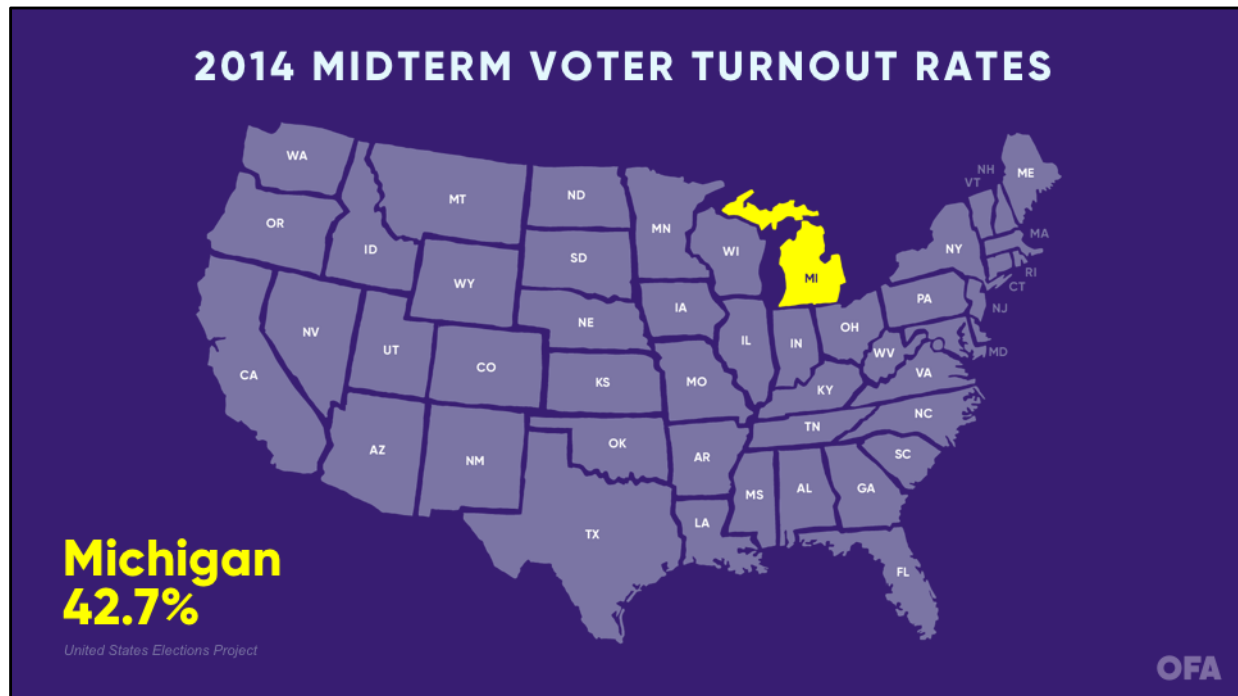 2014 MIDTERM VOTER TURNOUT RATES
WA
MT
ND
MN
ME
NH
VT
OR
ID
SD
WI
NY
MA
RI
CT
WY
MI
PA
NJ
NV
UT
NE
IA
IL
IN
OH
WV
MD
CA
CO
KS
MO
KY
VA
AZ
NM
OK
AR
TN
NC
SC
TX
LA
MS
AL
GA
FL
Michigan
42.7%
United States Elections Project
OFA